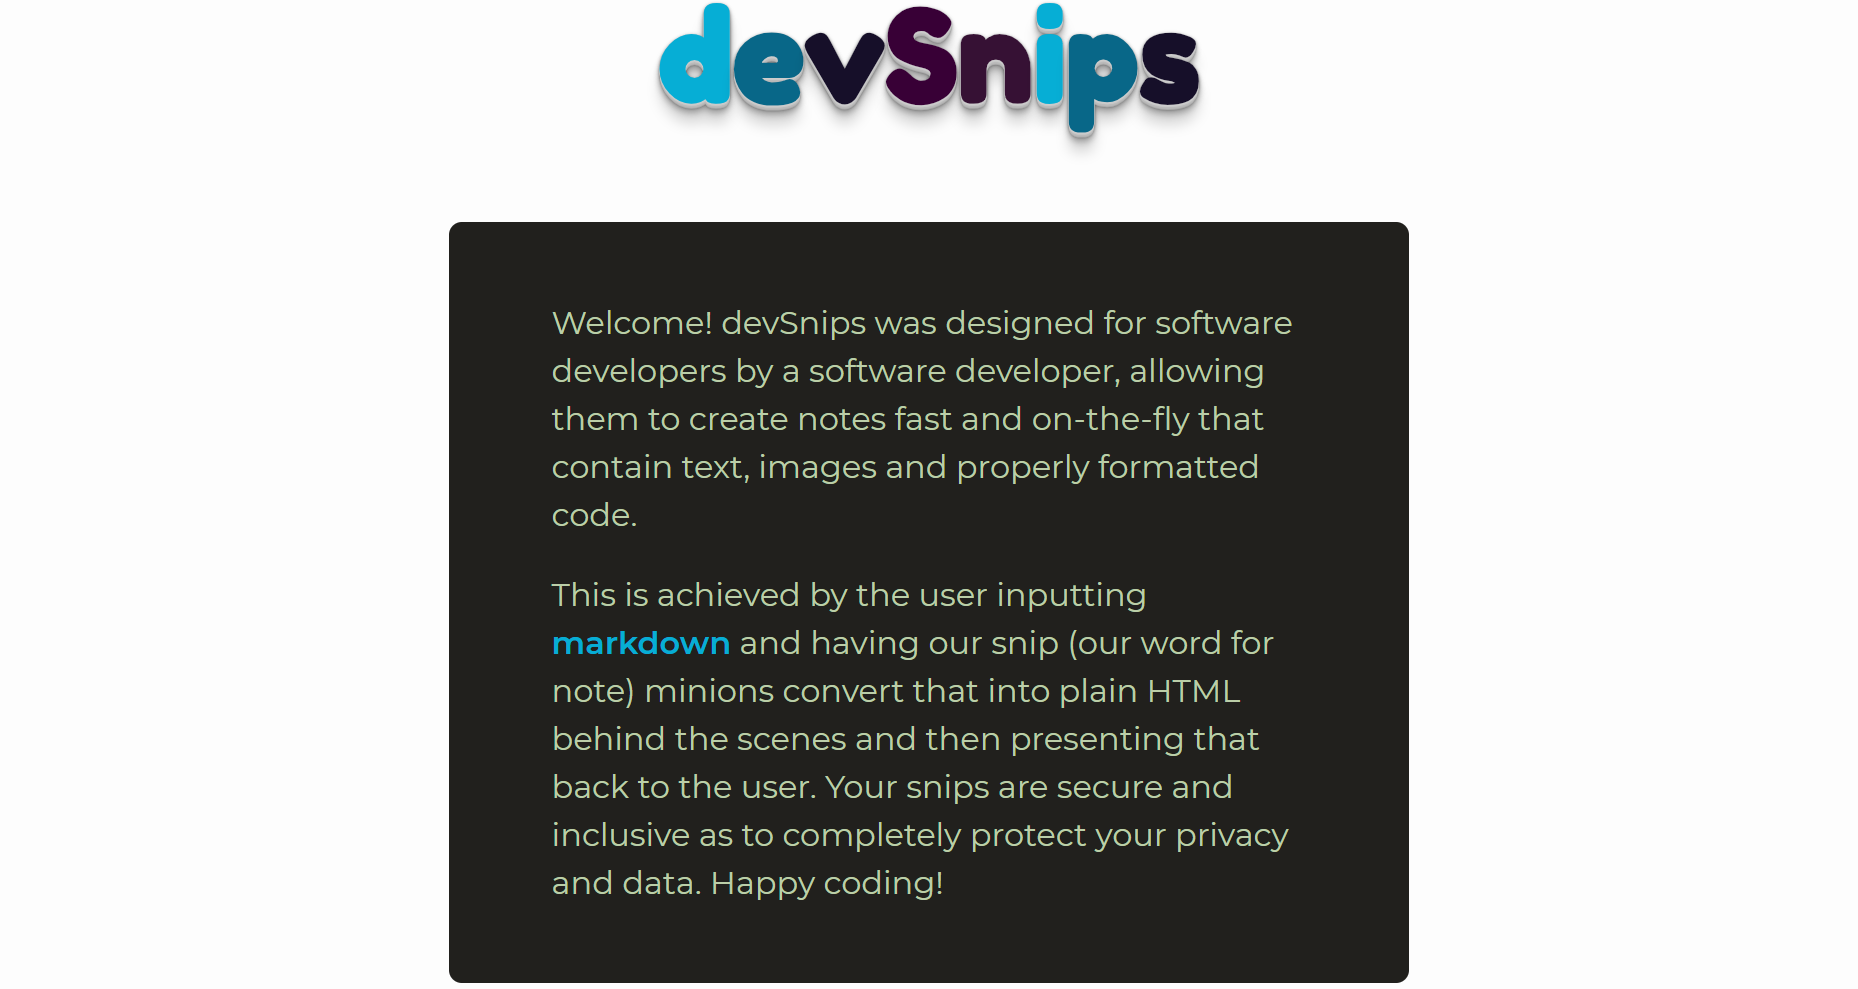 devSnips
Welcome! devSnips was designed for software
developers by a software developer, allowing
them to create notes fast and on-the-fly that
contain text, images and properly formatted
code.
This is achieved by the user inputting
markdown and having our snip (our word for
note) minions convert that into plain HTML
behind the scenes and then presenting that
back to the user. Your snips are secure and
inclusive as to completely protect your privacy
and data. Happy coding!